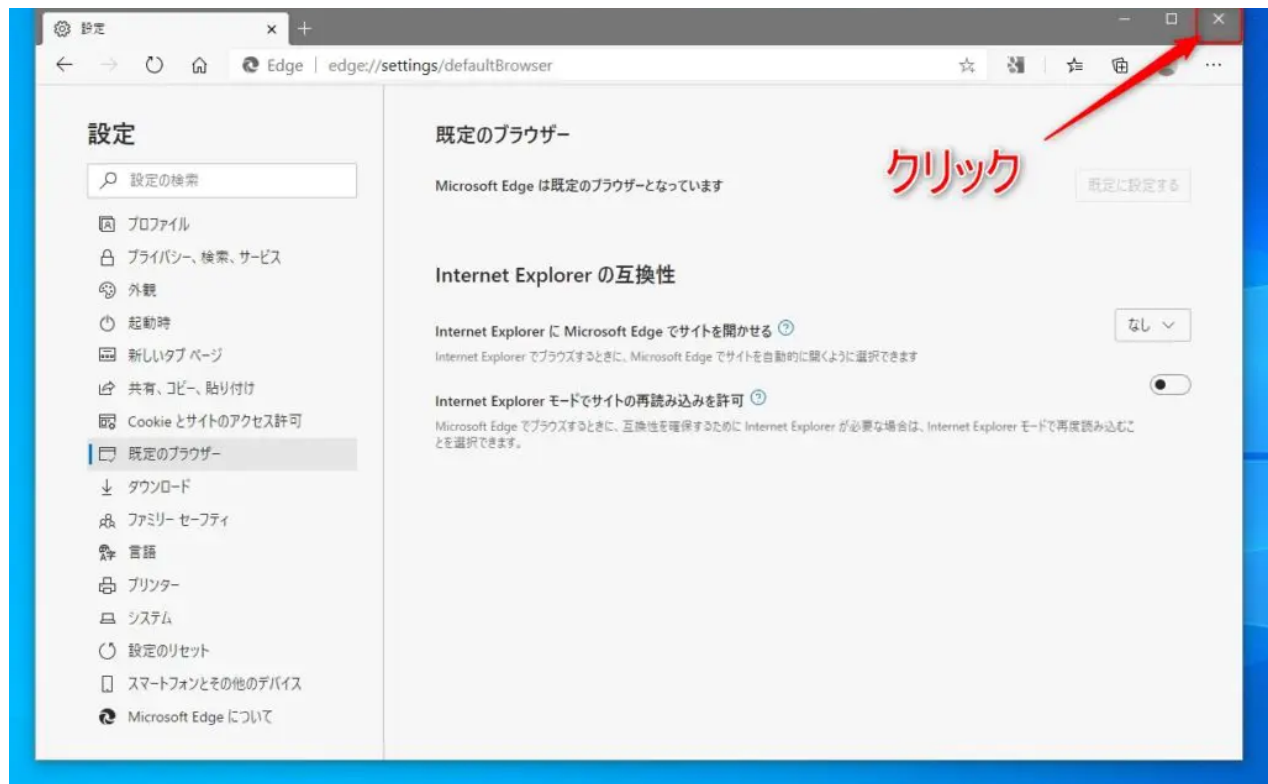 設定
Edge | edge://settings/defaultBrowser
設定
設定の検索
プロファイル
プライバシー、検索、サービス
外観
起動時
新しいタブ ページ
共有、コピー、貼り付け
Cookie とサイトのアクセス許可
既定のブラウザー
ダウンロード
ファミリー セーフティ
言語
プリンター
システム
設定のリセット
スマートフォンとその他のデバイス
Microsoft Edge について
既定のブラウザー
Microsoft Edge は既定のブラウザーとなっています
クリック
既定に設定する
Internet Explorer の互換性
Internet Explorer に Microsoft Edge でサイトを開かせる
なし
Internet Explorer でブラウズするときに、Microsoft Edge でサイトを自動的に開くように選択できます
Internet Explorer モードでサイトの再読み込みを許可
Microsoft Edge でブラウズするときに、互換性を確保するために Internet Explorer が必要な場合は、Internet Explorer モードで再度読み込むこ
とを選択できます。